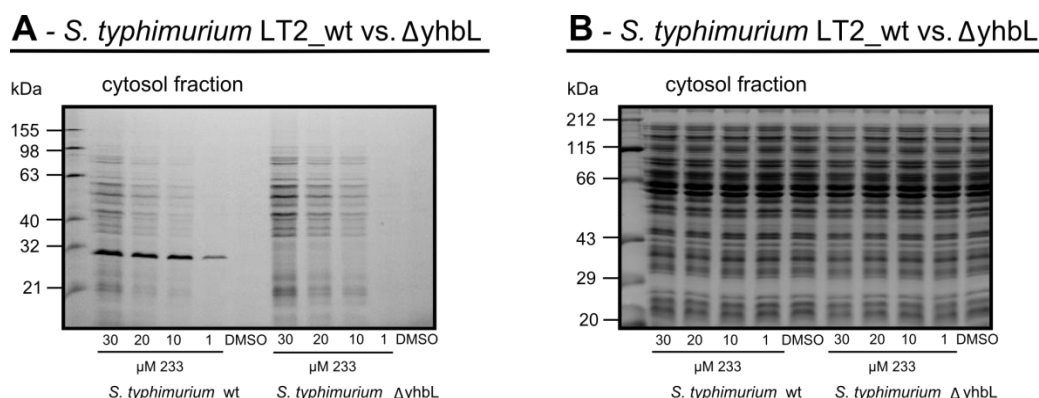 A - S. typhimurium LT2_wt vs. ΔyhbL
kDa cytosol fraction
155
98
63
40
32
21
30 20 10 1 DMSO 30 20 10 1 DMSO
µM 233 µM 233
S. typhimurium wt S. typhimurium ΔyhbL
B - S. typhimurium LT2_wt vs. ΔyhbL
kDa cytosol fraction
212
115
66
43
29
20
30 20 10 1 DMSO 30 20 10 1 DMSO
µM 233 µM 233
S. typhimurium wt S. typhimurium ΔyhbL